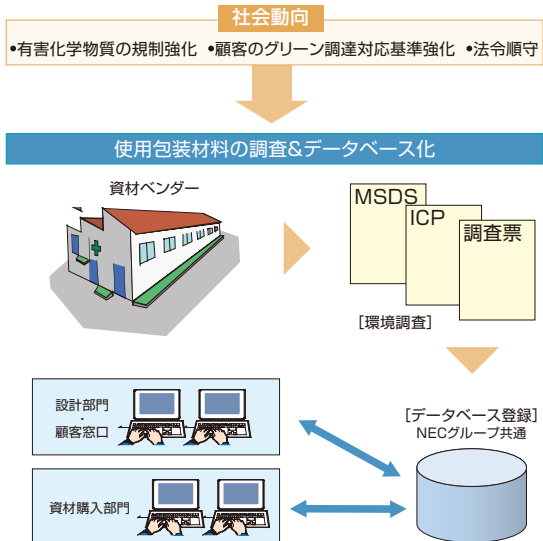 社会動向
•有害化学物質の規制強化 •顧客のグリーン調達対応基準強化 •法令順守
使用包装材料の調査&データベース化
資材ベンダー
MSDS
ICP
調査票
[環境調査]
設計部門
・
顧客窓口
[データベース登録]
NECグループ共通
資材購入部門